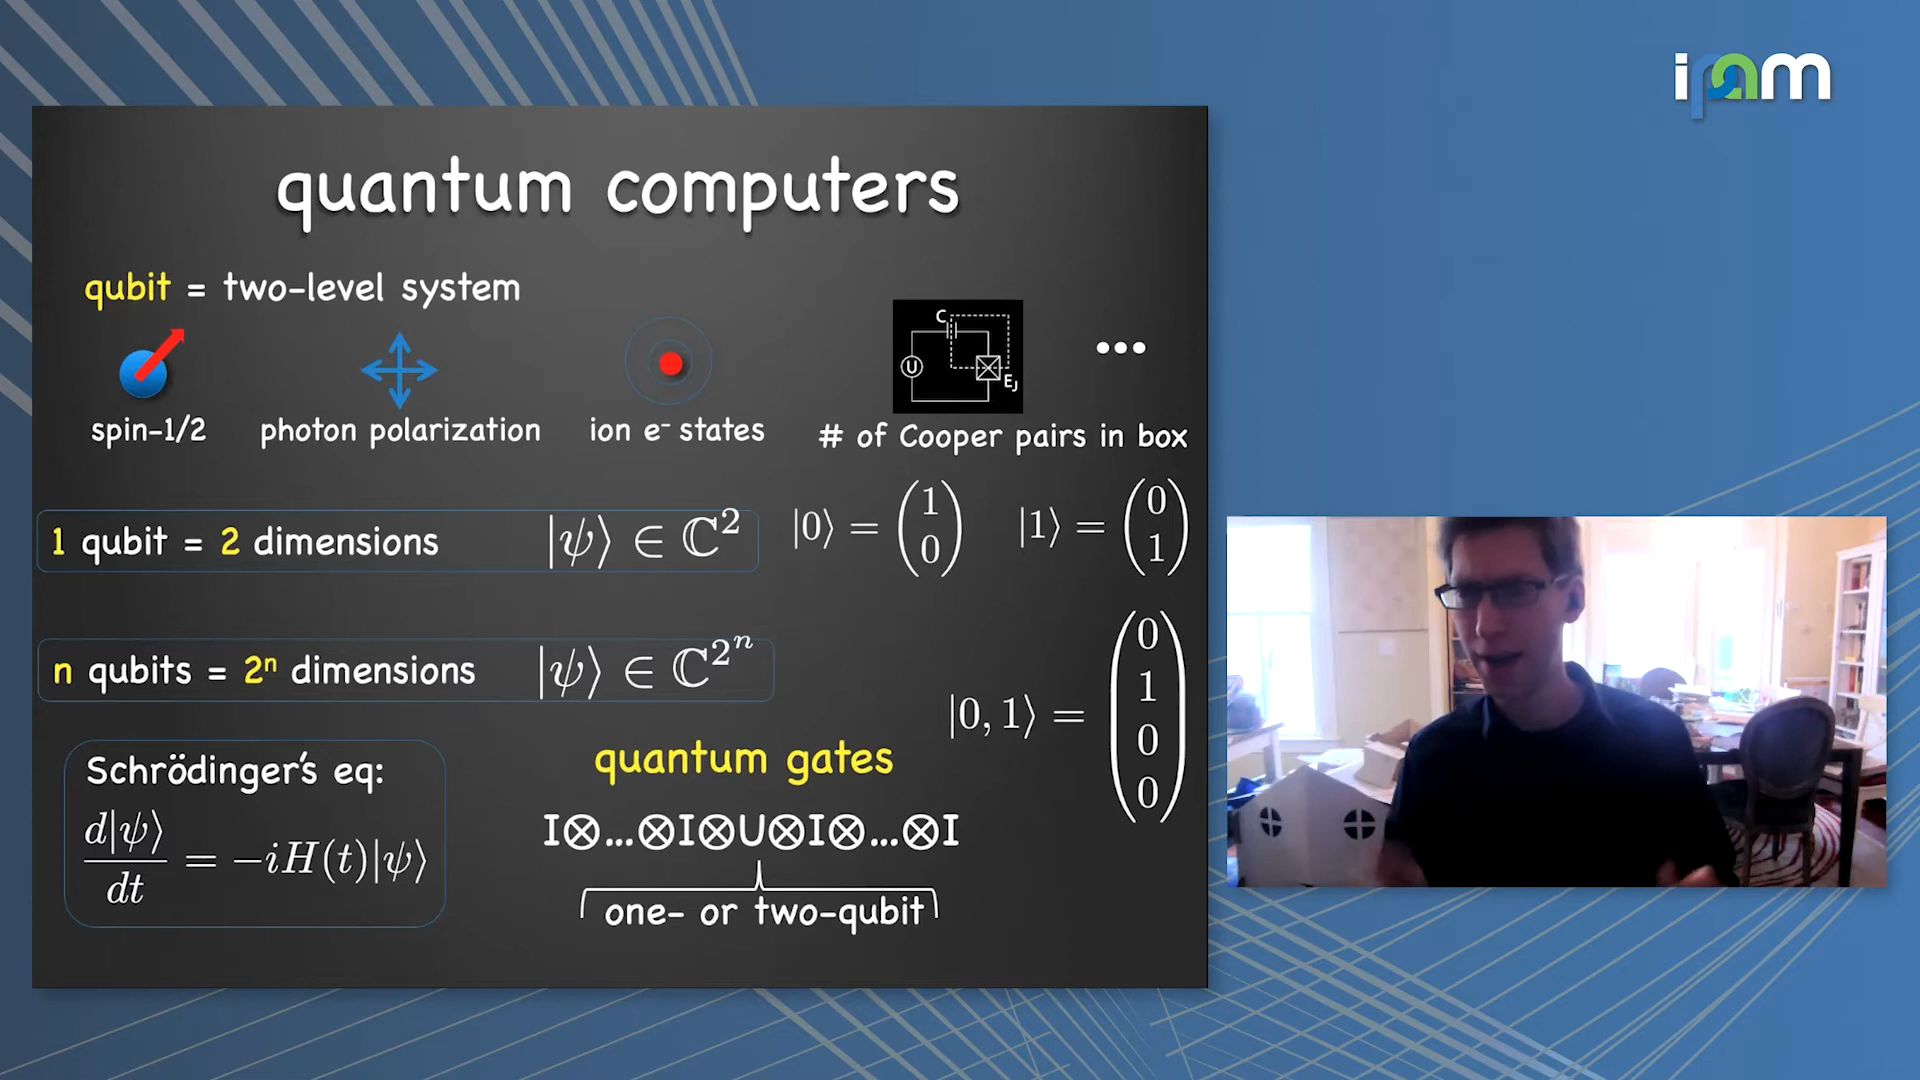 ipam
quantum computers
qubit = two-level system
C
U
E_J
•••
spin-1/2
photon polarization
ion e⁻ states
# of Cooper pairs in box
1 qubit = 2 dimensions |ψ⟩ ∈ ℂ²
|0⟩ = (1 0)
|1⟩ = (0 1)
n qubits = 2ⁿ dimensions |ψ⟩ ∈ ℂ^{2ⁿ}
|0, 1⟩ = (0 1 0 0)
Schrödinger's eq:
d|ψ⟩/dt = −iH(t)|ψ⟩
quantum gates
I⊗...⊗I⊗U⊗I⊗...⊗I
one- or two-qubit